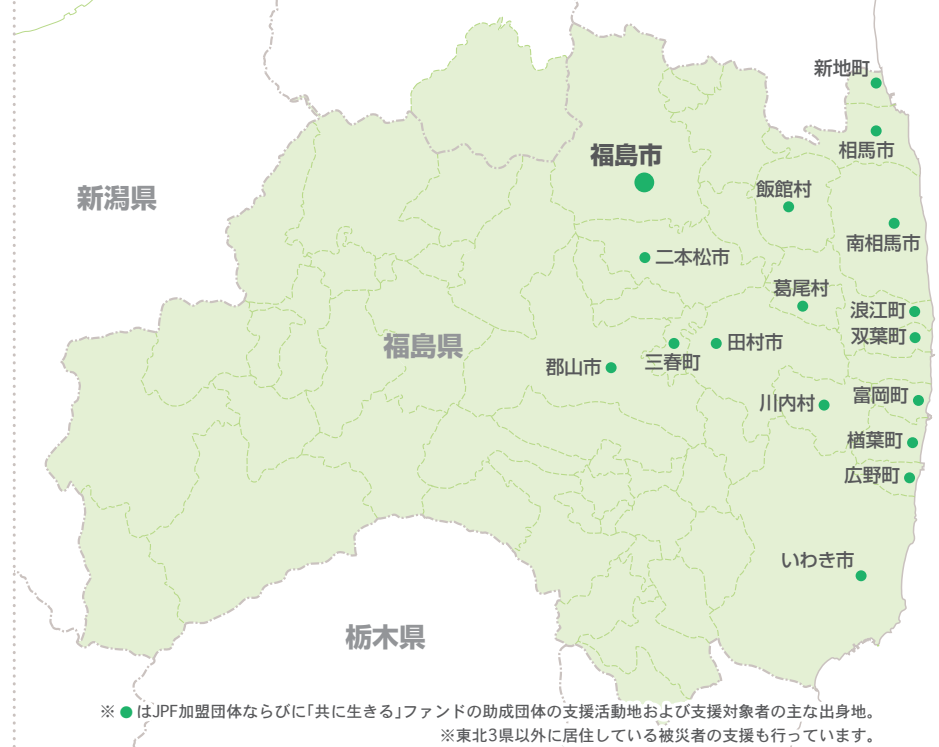 新地町
相馬市
福島市
飯館村
新潟県
南相馬市
二本松市
葛尾村
浪江町
双葉町
福島県
田村市
三春町
郡山市
富岡町
川内村
楢葉町
広野町
いわき市
栃木県
※ ● はJPF加盟団体ならびに「共に生きる」ファンドの助成団体の支援活動地および支援対象者の主な出身地。
※東北3県以外に居住している被災者の支援も行っています。